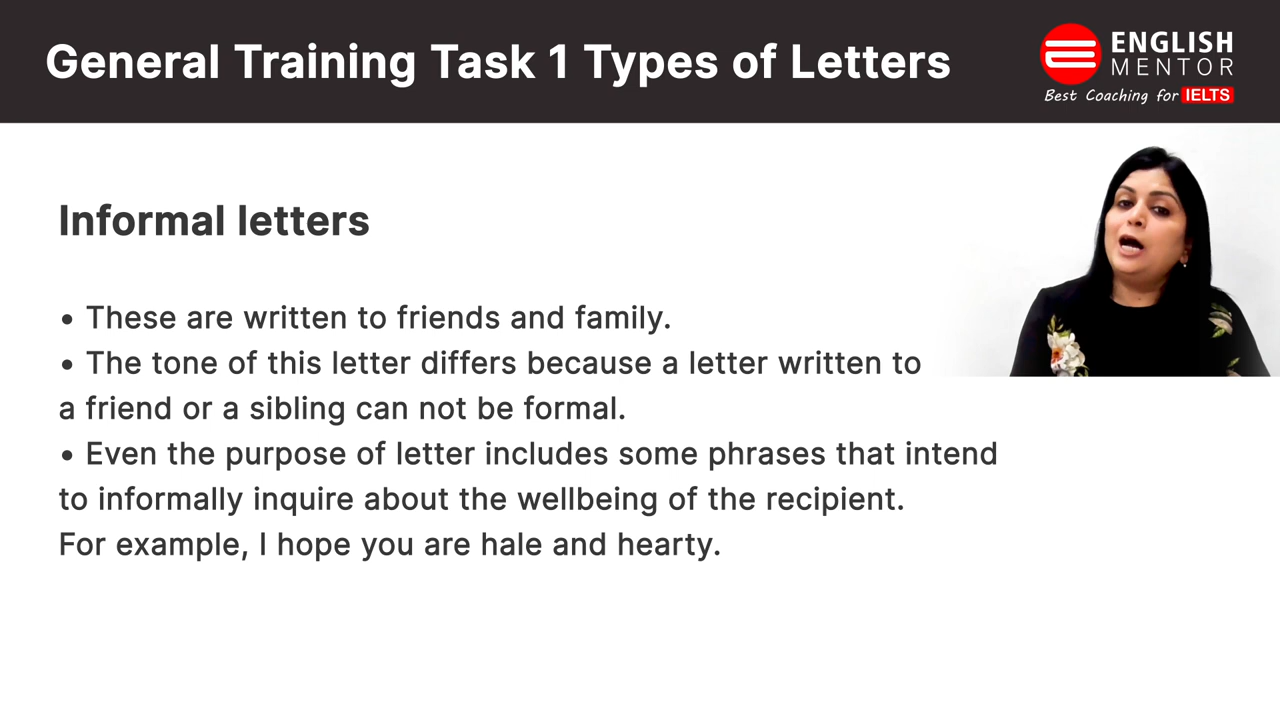 General Training Task 1 Types of Letters
ENGLISH
MENTOR
Best Coaching for IELTS
Informal letters
• These are written to friends and family.
• The tone of this letter differs because a letter written to
a friend or a sibling can not be formal.
• Even the purpose of letter includes some phrases that intend
to informally inquire about the wellbeing of the recipient.
For example, I hope you are hale and hearty.